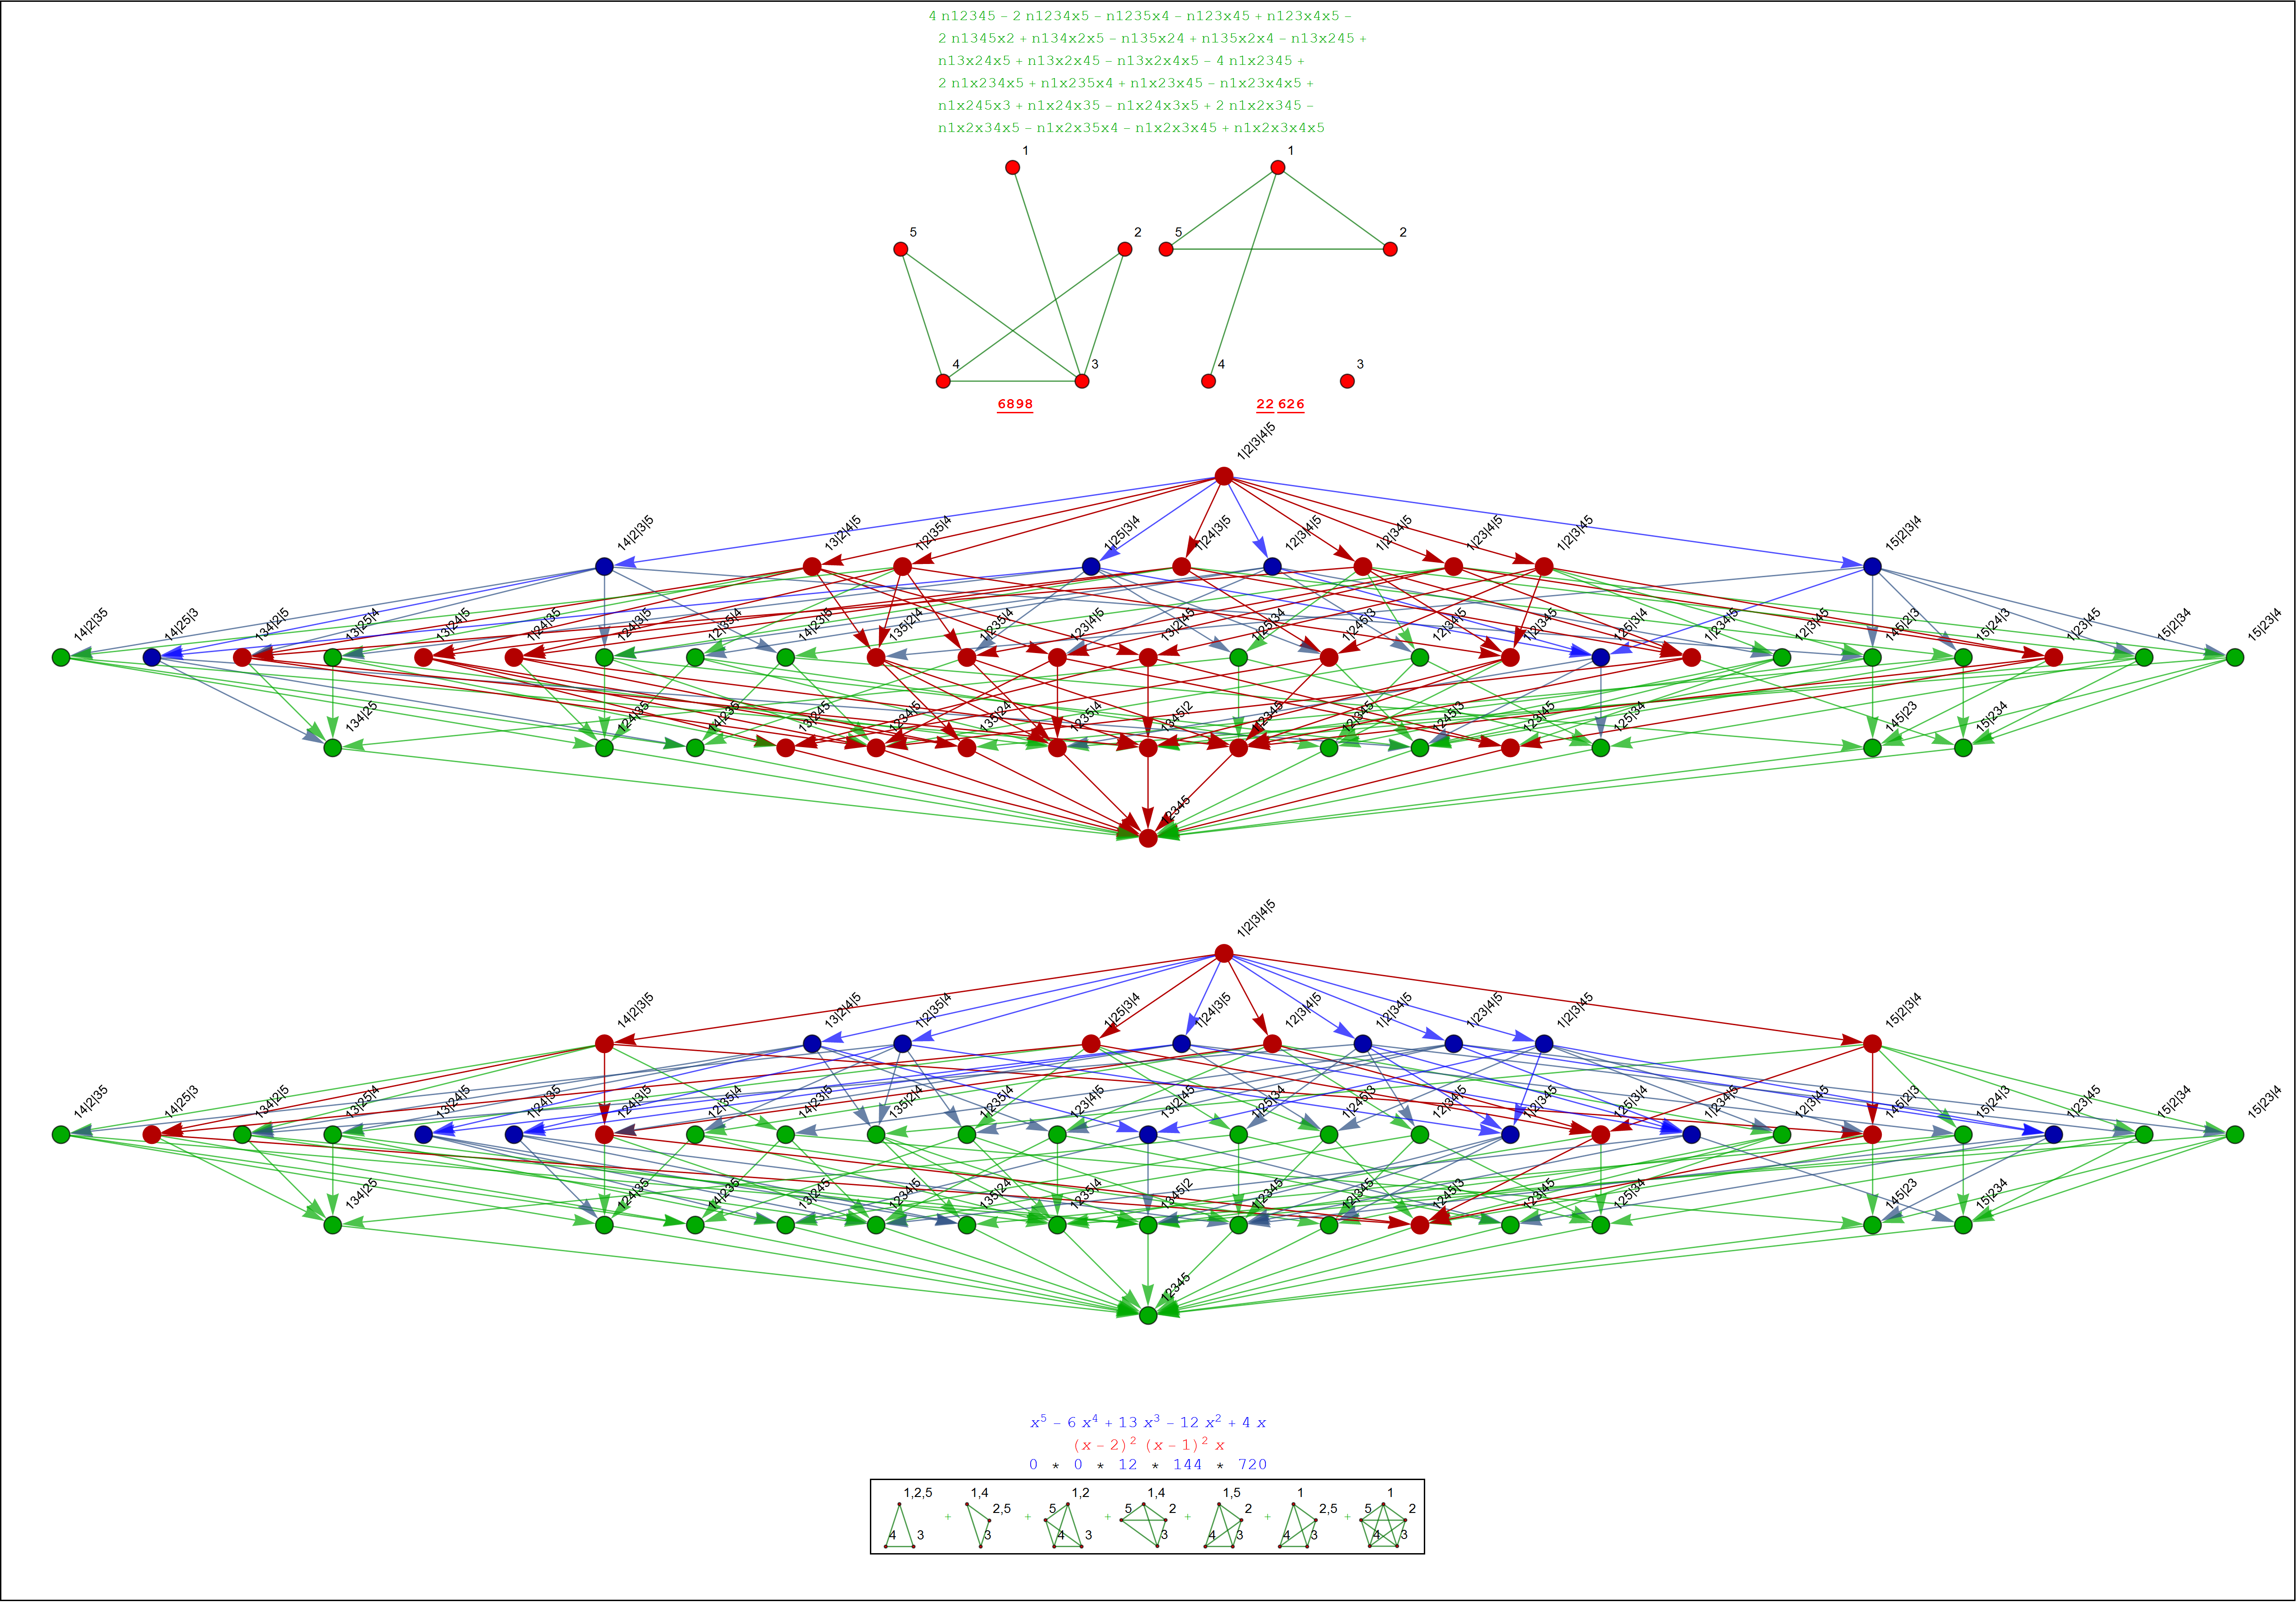 4 n12345 − 2 n1234x5 − n1235x4 − n123x45 + n123x4x5 −
2 n1345x2 + n134x2x5 − n135x24 + n135x2x4 − n13x245 +
n13x24x5 + n13x2x45 − n13x2x4x5 − 4 n1x2345 +
2 n1x234x5 + n1x235x4 + n1x23x45 − n1x23x4x5 +
n1x245x3 + n1x24x35 − n1x24x3x5 + 2 n1x2x345 −
n1x2x34x5 − n1x2x35x4 − n1x2x3x45 + n1x2x3x4x5
1 1
5 2 5 2
4 3 4 3
6898 22 626
1|2|3|4|5
14|2|3|5 13|2|4|5 1|2|35|4 1|25|3|4 1|24|3|5 12|3|4|5 1|2|34|5 1|23|4|5 1|2|3|45 15|2|3|4
14|2|35 14|25|3 134|2|5 13|25|4 13|24|5 1|24|35 124|3|5 12|35|4 14|23|5 135|2|4 1|235|4 123|4|5 13|2|45 1|25|34 1|245|3 12|34|5 1|2|345 125|3|4 1|234|5 12|3|45 145|2|3 15|24|3 1|23|45 15|2|34 15|23|4
134|25 124|35 14|235 13|245 1234|5 135|24 1235|4 1345|2 1|2345 12|345 1245|3 123|45 125|34 145|23 15|234
12345
1|2|3|4|5
14|2|3|5 13|2|4|5 1|2|35|4 1|25|3|4 1|24|3|5 12|3|4|5 1|2|34|5 1|23|4|5 1|2|3|45 15|2|3|4
14|2|35 14|25|3 134|2|5 13|25|4 13|24|5 1|24|35 124|3|5 12|35|4 14|23|5 135|2|4 1|235|4 123|4|5 13|2|45 1|25|34 1|245|3 12|34|5 1|2|345 125|3|4 1|234|5 12|3|45 145|2|3 15|24|3 1|23|45 15|2|34 15|23|4
134|25 124|35 14|235 13|245 1234|5 135|24 1235|4 1345|2 1|2345 12|345 1245|3 123|45 125|34 145|23 15|234
12345
x⁵ − 6 x⁴ + 13 x³ − 12 x² + 4 x
(x − 2)² (x − 1)² x
0 * 0 * 12 * 144 * 720
1,2,5 1,4 1,2 1,4 1,5 1 1
2,5 5 5 2 2 2,5 5 2
+ + + + + +
4 3 3 4 3 3 4 3 4 3 4 3